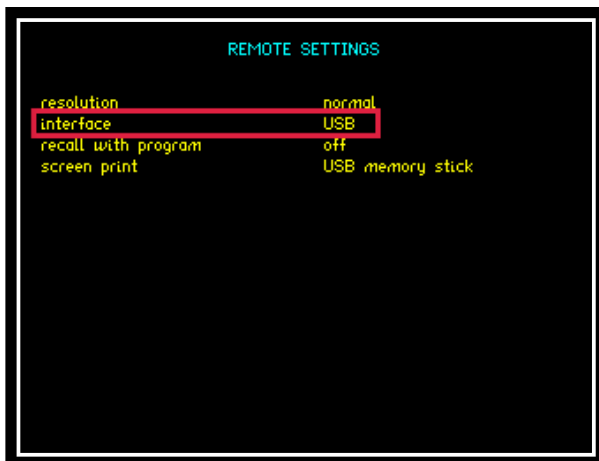 REMOTE SETTINGS
resolution normal
interface USB
recall with program off
screen print USB memory stick